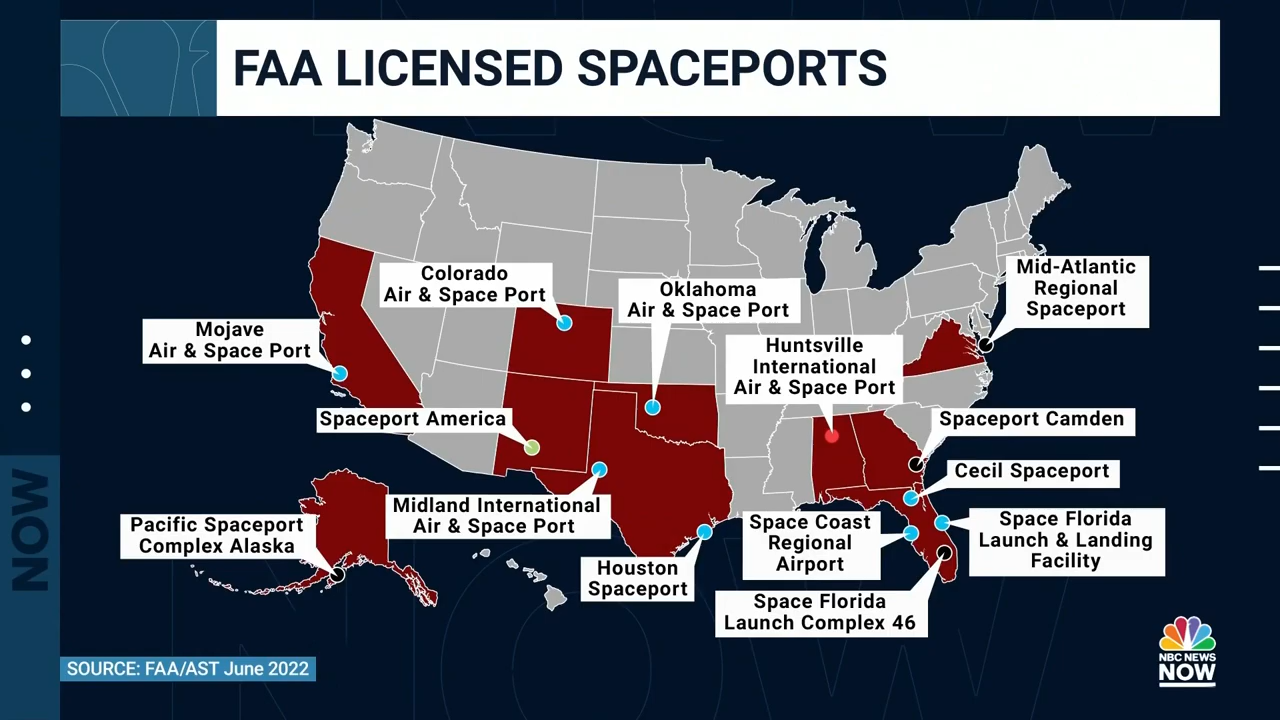 FAA LICENSED SPACEPORTS
Colorado
Air & Space Port
Oklahoma
Air & Space Port
Mid-Atlantic
Regional
Spaceport
Mojave
Air & Space Port
Huntsville
International
Air & Space Port
Spaceport America
Spaceport Camden
Cecil Spaceport
Midland International
Air & Space Port
Pacific Spaceport
Complex Alaska
Space Coast
Regional
Airport
Space Florida
Launch & Landing
Facility
Houston
Spaceport
Space Florida
Launch Complex 46
NOW
SOURCE: FAA/AST June 2022
NBC NEWS
NOW